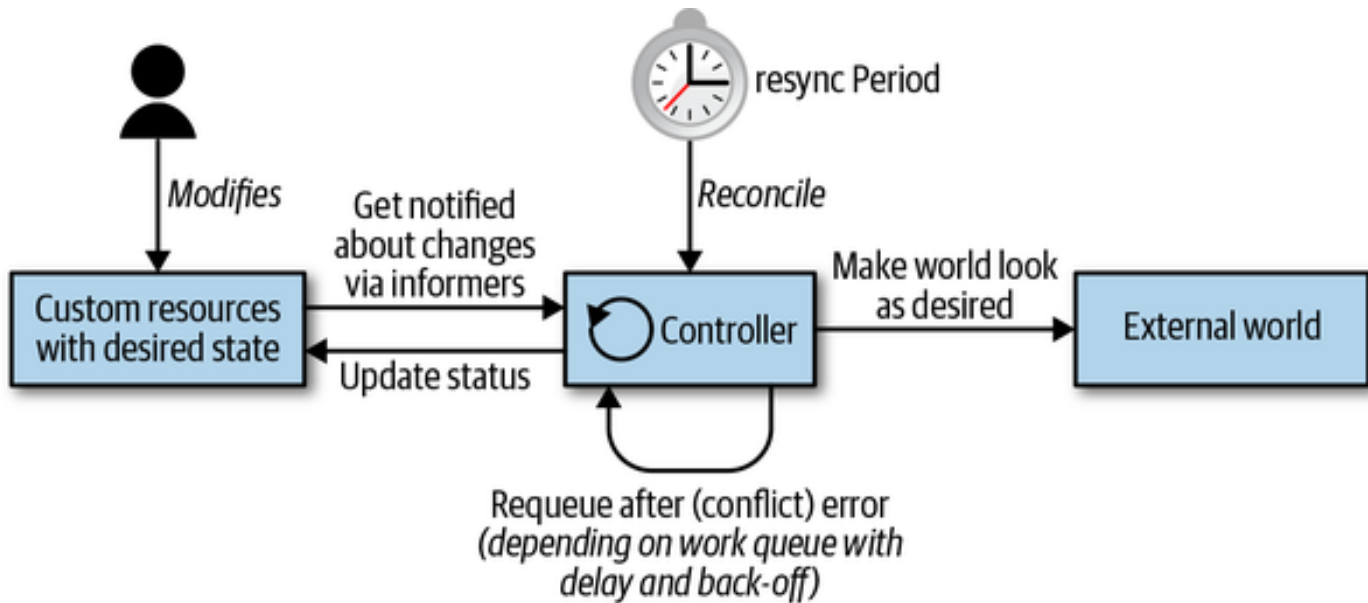 resync Period
Modifies
Reconcile
Get notified
about changes
via informers
Custom resources
with desired state
Update status
Controller
Make world look
as desired
External world
Requeue after (conflict) error
(depending on work queue with
delay and back-off)